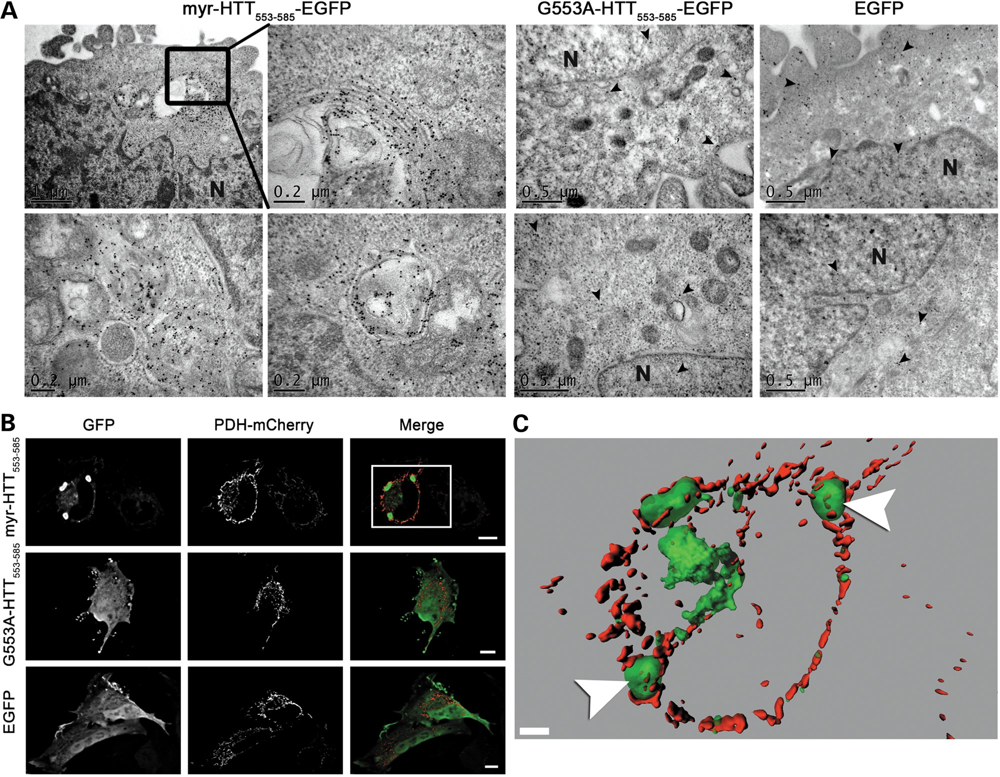 A
myr-HTT553-585-EGFP
G553A-HTT553-585-EGFP
EGFP
N
N
1 µm
N
0.2 µm
0.5 µm
N
0.5 µm
N
0.2 µm
0.2 µm
N
0.5 µm
0.5 µm
B
GFP
PDH-mCherry
Merge
C
myr-HTT553-585
G553A-HTT553-585
EGFP